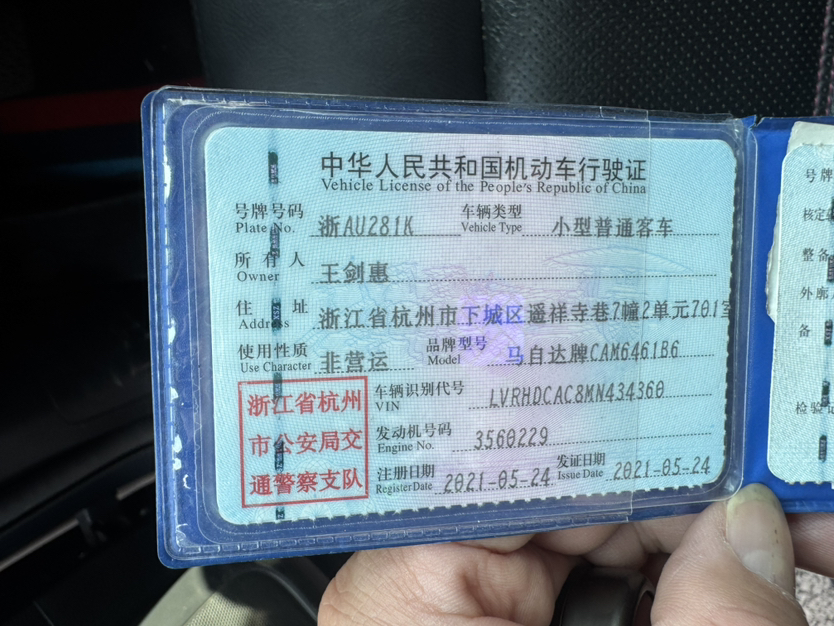 中华人民共和国机动车行驶证
Vehicle License of the People's Republic of China
号牌号码 浙AU281K 车辆类型 小型普通客车
Plate No. Vehicle Type
所有人 王剑惠
Owner
住址 浙江省杭州市下城区遥祥寺巷7幢2单元701室
Address
使用性质 非营运 品牌型号 马自达牌CAM6461B6
Use Character Model
浙江省杭州
市公安局交
通警察支队
车辆识别代号 LVRHDCAC8MN434360
VIN
发动机号码 3560229
Engine No.
注册日期 2021-05-24 发证日期 2021-05-24
Register Date Issue Date
号牌
核定
整备
外廓
备
检验记